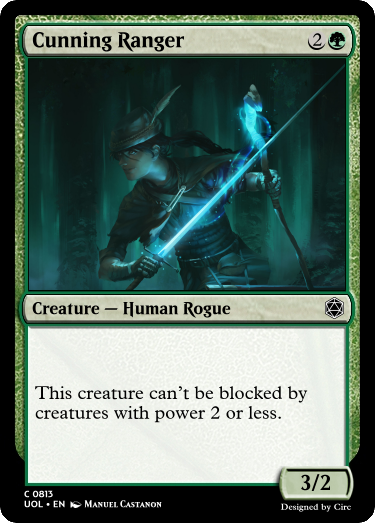 Cunning Ranger 2
Creature — Human Rogue
This creature can't be blocked by
creatures with power 2 or less.
3/2
C 0813
UOL • EN Manuel Castanon
Designed by Circ